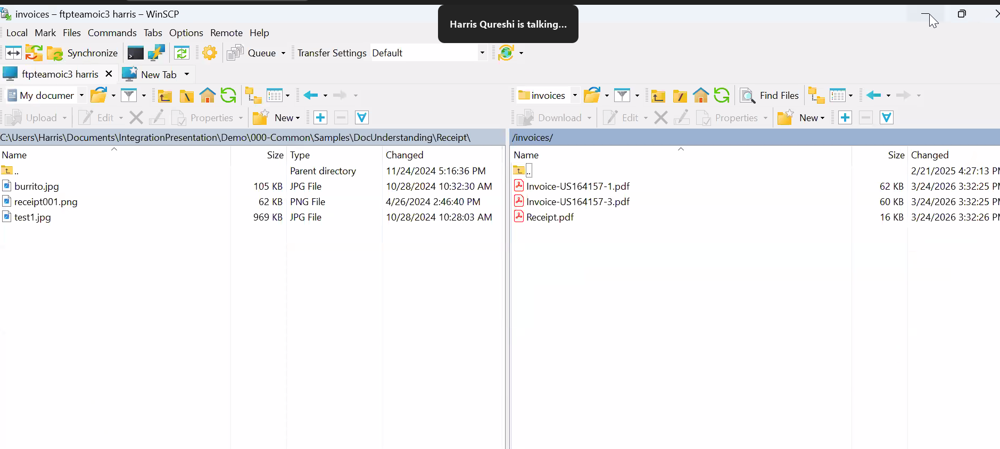 invoices – ftpteamoic3 harris – WinSCP
Harris Qureshi is talking...
Local Mark Files Commands Tabs Options Remote Help
Synchronize Queue Transfer Settings Default
ftpteamoic3 harris New Tab
My documer
invoices Find Files
Upload Edit Properties New
Download Edit Properties New
C:\Users\Harris\Documents\IntegrationPresentation\Demo\000-Common\Samples\DocUnderstanding\Receipt\
Name Size Type Changed
.. Parent directory 11/24/2024 5:16:36 PM
burrito.jpg 105 KB JPG File 10/28/2024 10:32:30 AM
receipt001.png 62 KB PNG File 4/26/2024 2:46:40 PM
test1.jpg 969 KB JPG File 10/28/2024 10:28:03 AM
/invoices/
Name Size Changed
.. 2/21/2025 4:27:13 PM
Invoice-US164157-1.pdf 62 KB 3/24/2026 3:32:25 PM
Invoice-US164157-3.pdf 60 KB 3/24/2026 3:32:25 PM
Receipt.pdf 16 KB 3/24/2026 3:32:26 PM